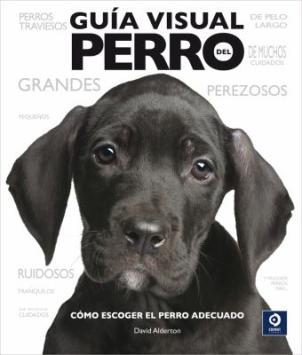 GUÍA VISUAL
DEL
PERRO
PERROS
TRAVIESOS
DE PELO
LARGO
DE MUCHOS
CUIDADOS
GRANDES
PEREZOSOS
PEQUEÑOS
RUIDOSOS
TRANQUILOS
CUIDADOS
CÓMO ESCOGER EL PERRO ADECUADO
David Alderton